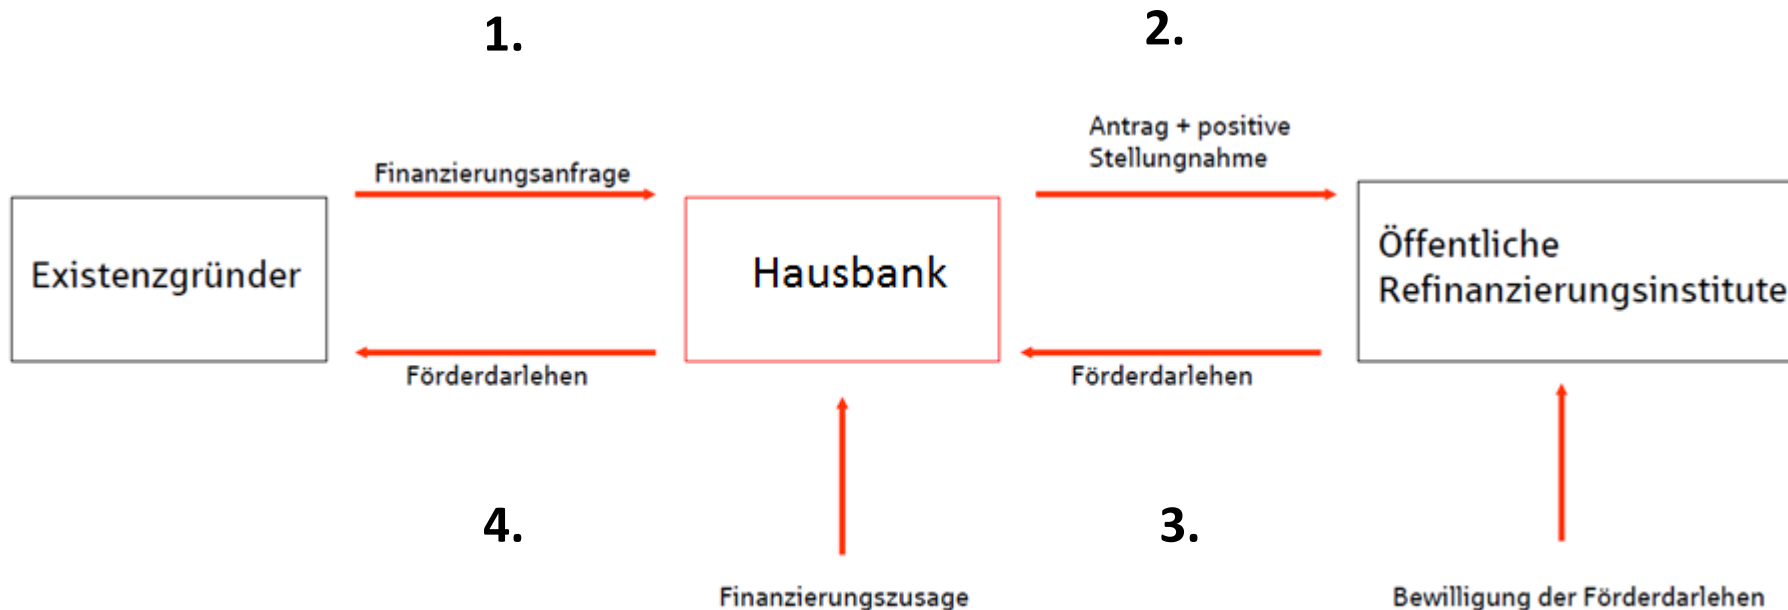 1.
2.
Antrag + positive
Stellungnahme
Finanzierungsanfrage
Existenzgründer
Hausbank
Öffentliche
Refinanzierungsinstitute
Förderdarlehen
Förderdarlehen
4.
3.
Finanzierungszusage
Bewilligung der Förderdarlehen